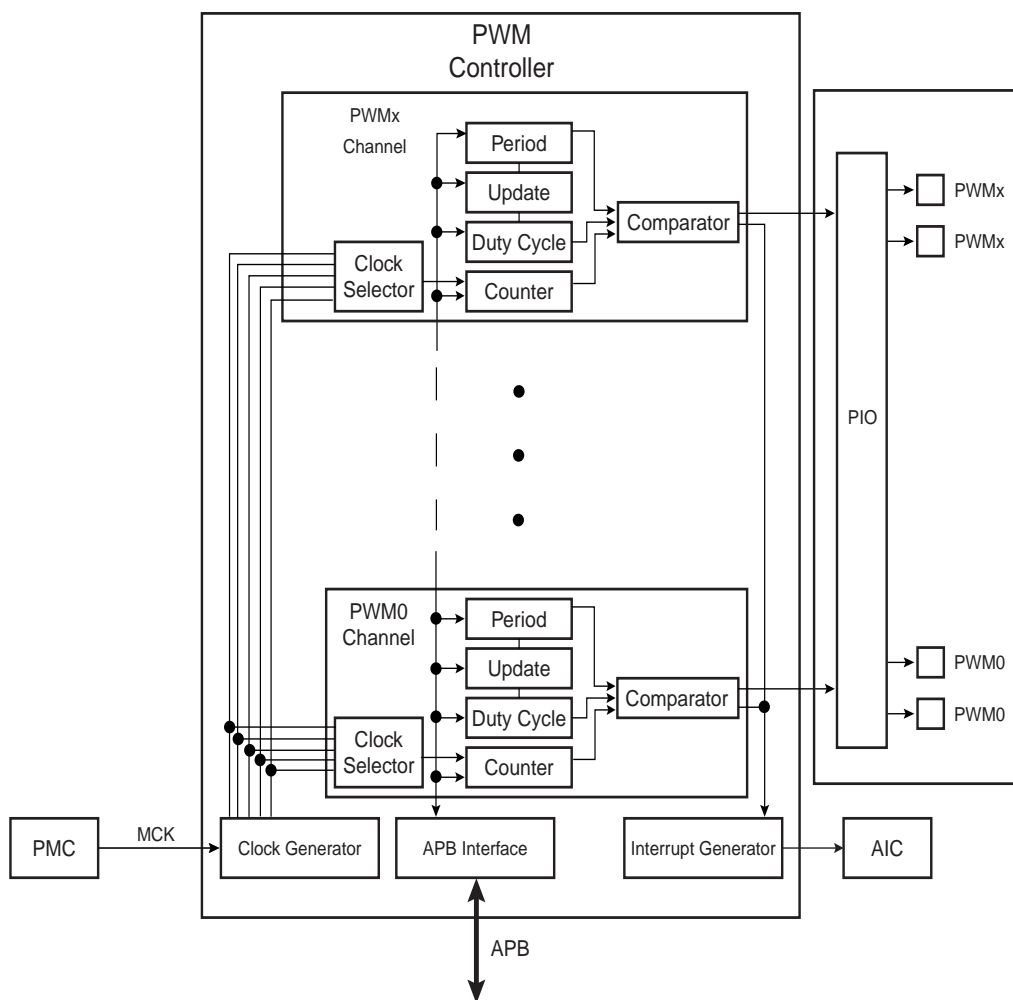 PWM
Controller
PWMx
Channel
Period
Update
Duty Cycle
Comparator
Clock
Selector
Counter
PWMx
PWMx
PIO
PWM0
Channel
Period
Update
Duty Cycle
Comparator
Clock
Selector
Counter
PWM0
PWM0
PMC
MCK
Clock Generator
APB Interface
Interrupt Generator
AIC
APB